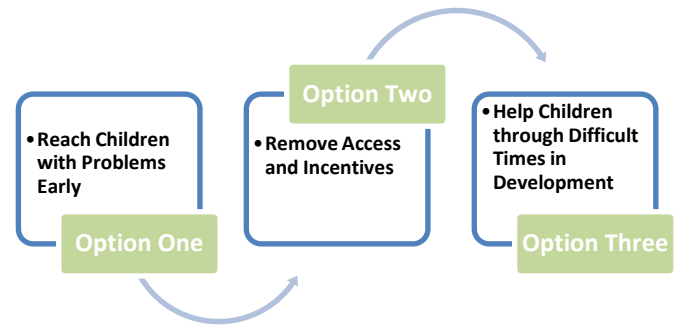 • Reach Children
with Problems
Early
Option One
Option Two
• Remove Access
and Incentives
• Help Children
through Difficult
Times in
Development
Option Three